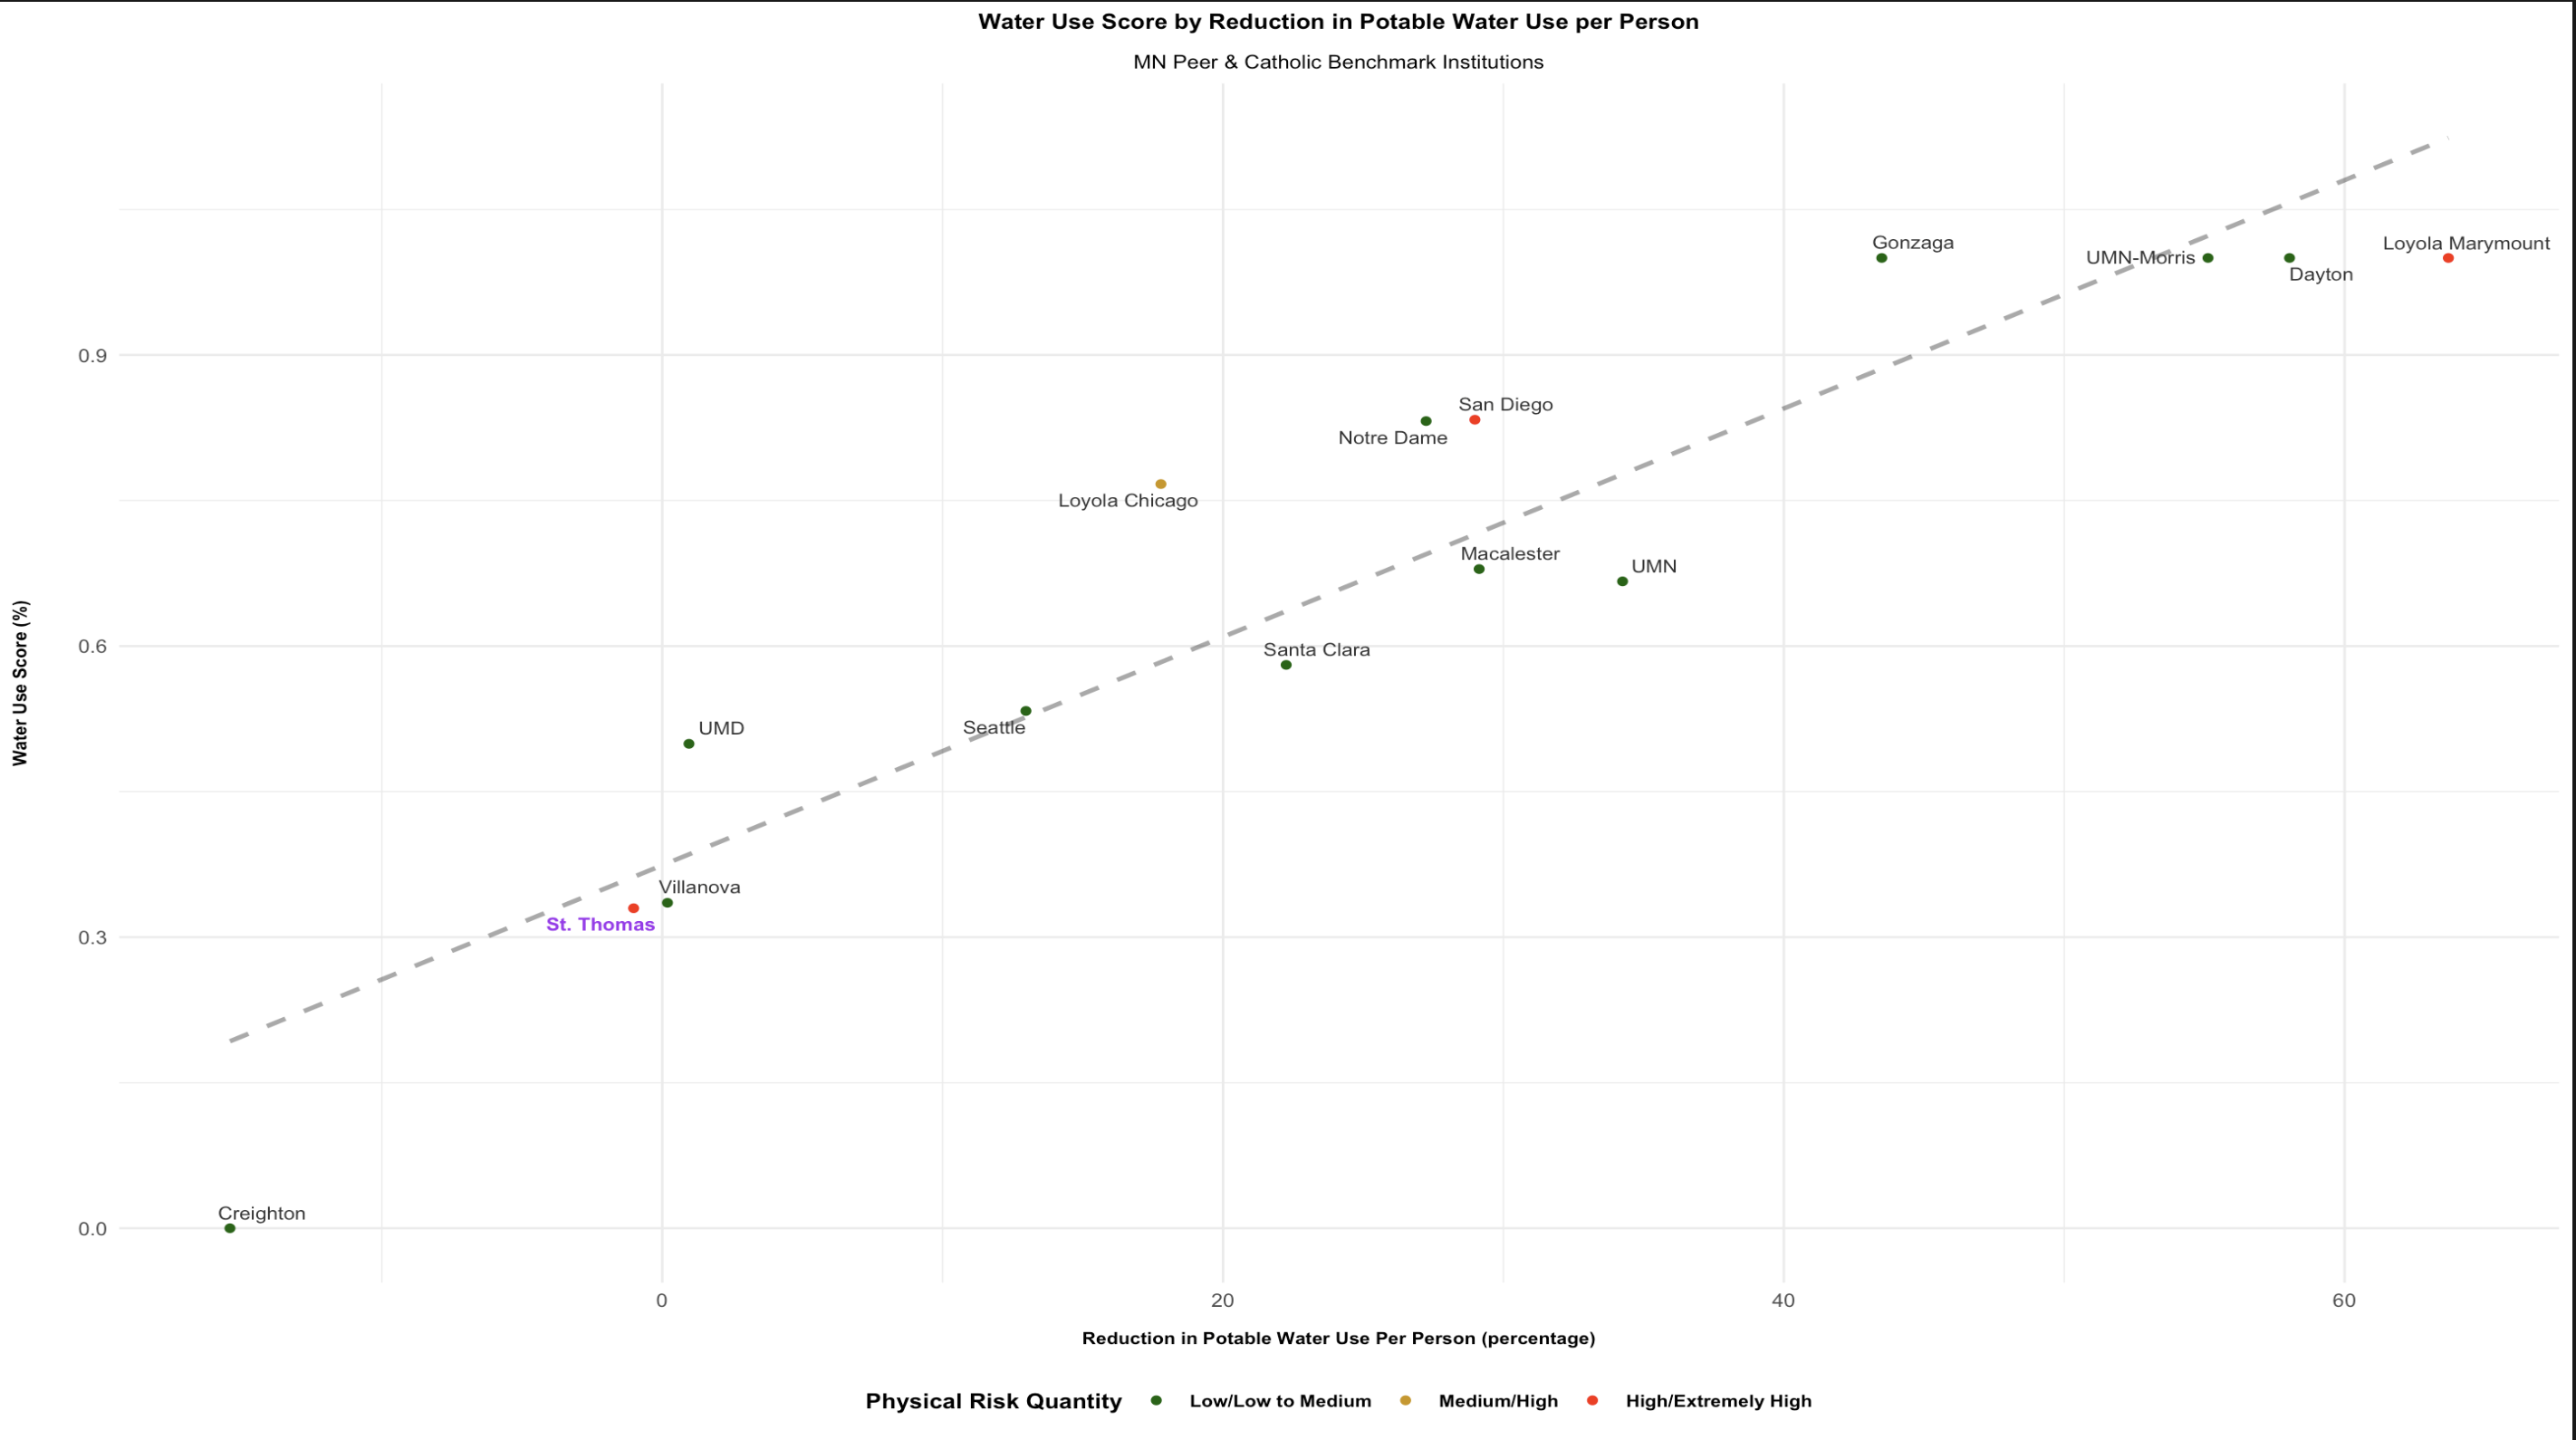 Water Use Score by Reduction in Potable Water Use per Person
MN Peer & Catholic Benchmark Institutions
Gonzaga
Loyola Marymount
UMN-Morris
Dayton
0.9
San Diego
Notre Dame
Loyola Chicago
Macalester
UMN
Water Use Score (%)
0.6
Santa Clara
Seattle
UMD
Villanova
St. Thomas
0.3
Creighton
0.0
0 20 40 60
Reduction in Potable Water Use Per Person (percentage)
Physical Risk Quantity Low/Low to Medium Medium/High High/Extremely High